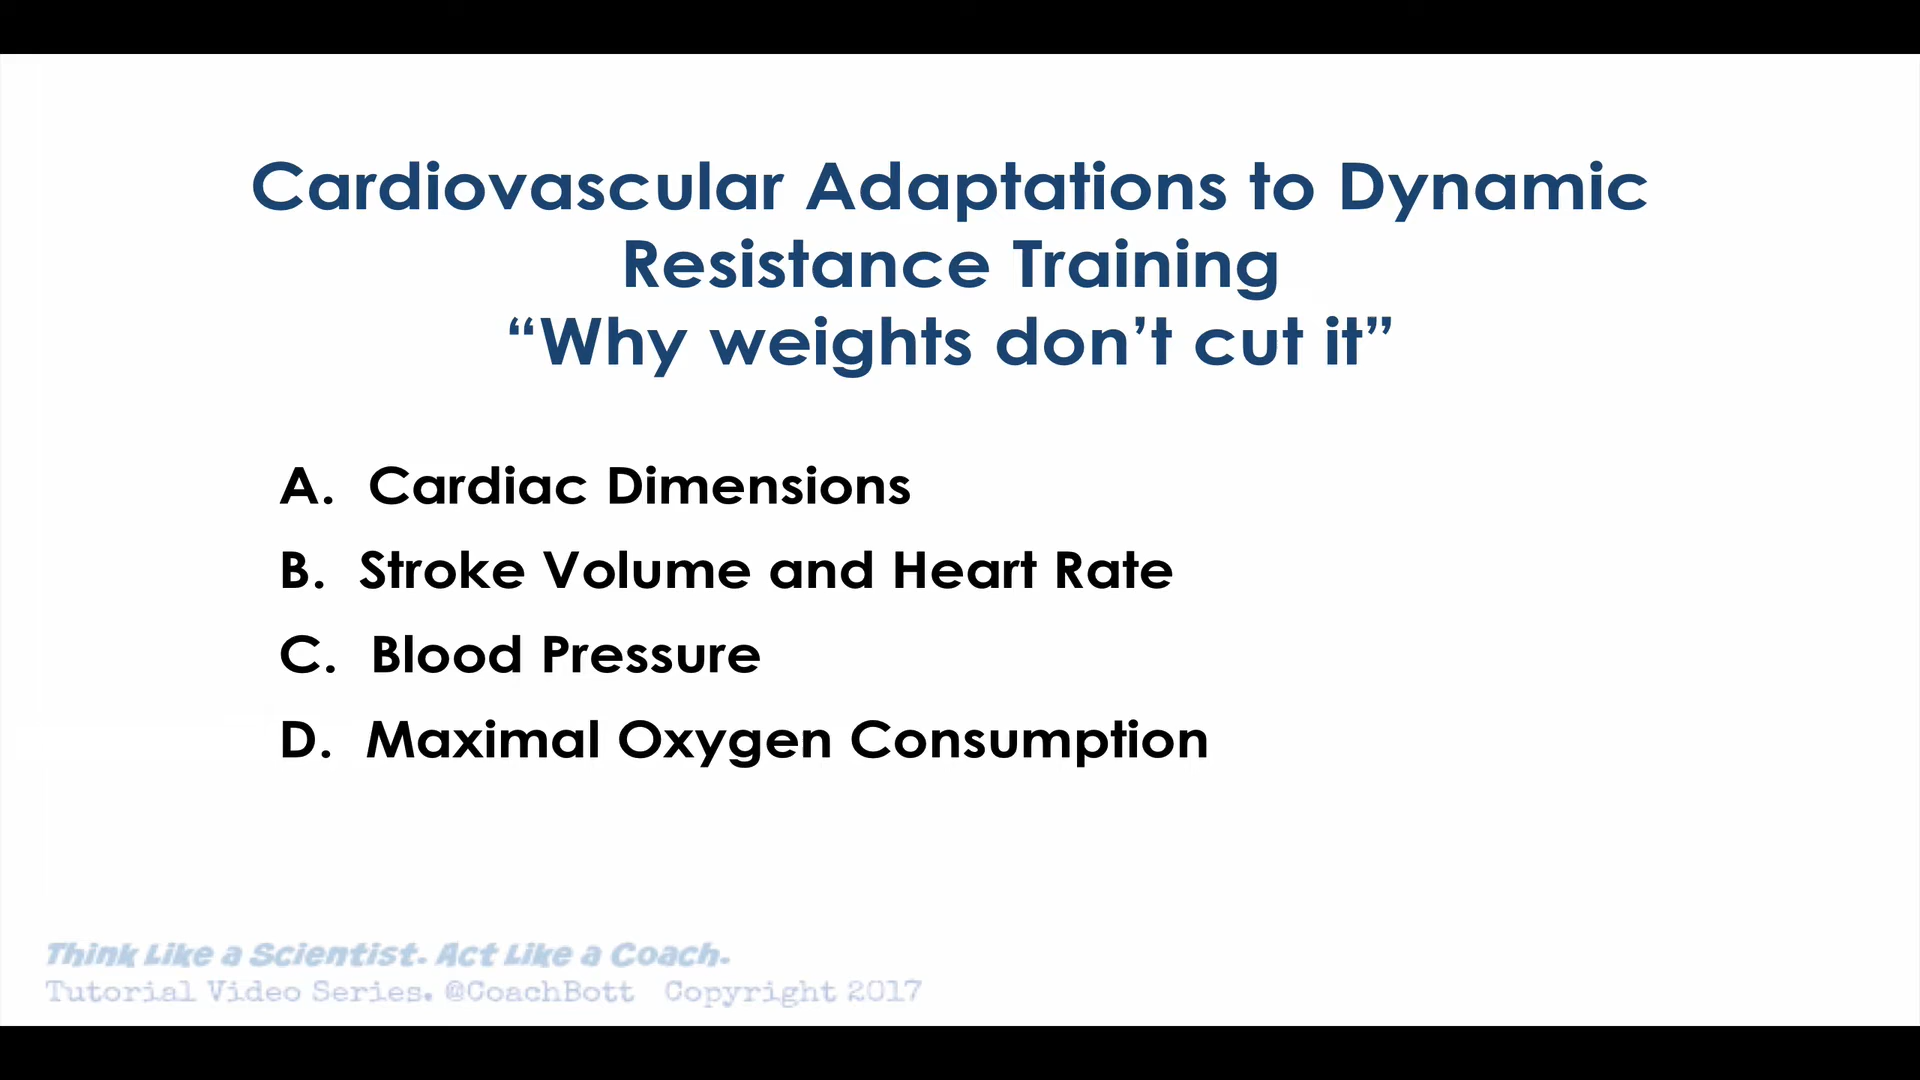 Cardiovascular Adaptations to Dynamic
Resistance Training
“Why weights don’t cut it”
A. Cardiac Dimensions
B. Stroke Volume and Heart Rate
C. Blood Pressure
D. Maximal Oxygen Consumption
Think Like a Scientist. Act Like a Coach.
Tutorial Video Series. @CoachBott Copyright 2017